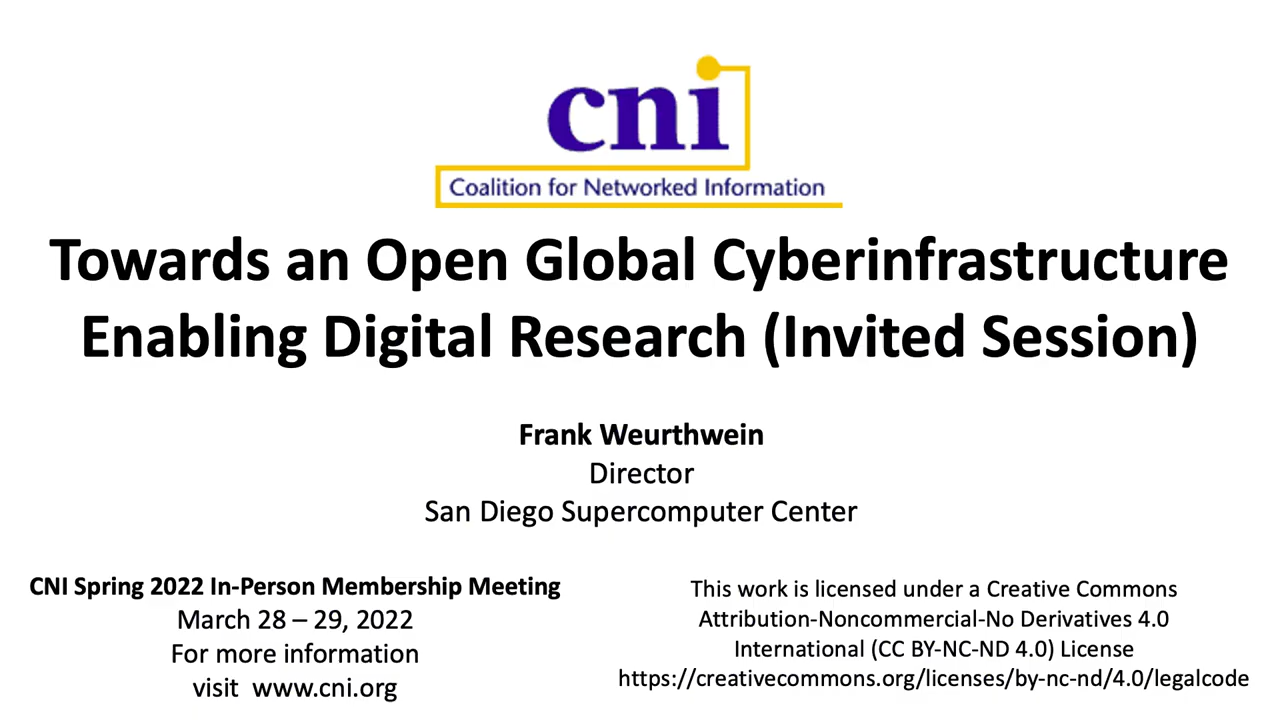 cni
Coalition for Networked Information
Towards an Open Global Cyberinfrastructure
Enabling Digital Research (Invited Session)
Frank Weurthwein
Director
San Diego Supercomputer Center
CNI Spring 2022 In-Person Membership Meeting
March 28 – 29, 2022
For more information
visit www.cni.org
This work is licensed under a Creative Commons
Attribution-Noncommercial-No Derivatives 4.0
International (CC BY-NC-ND 4.0) License
https://creativecommons.org/licenses/by-nc-nd/4.0/legalcode